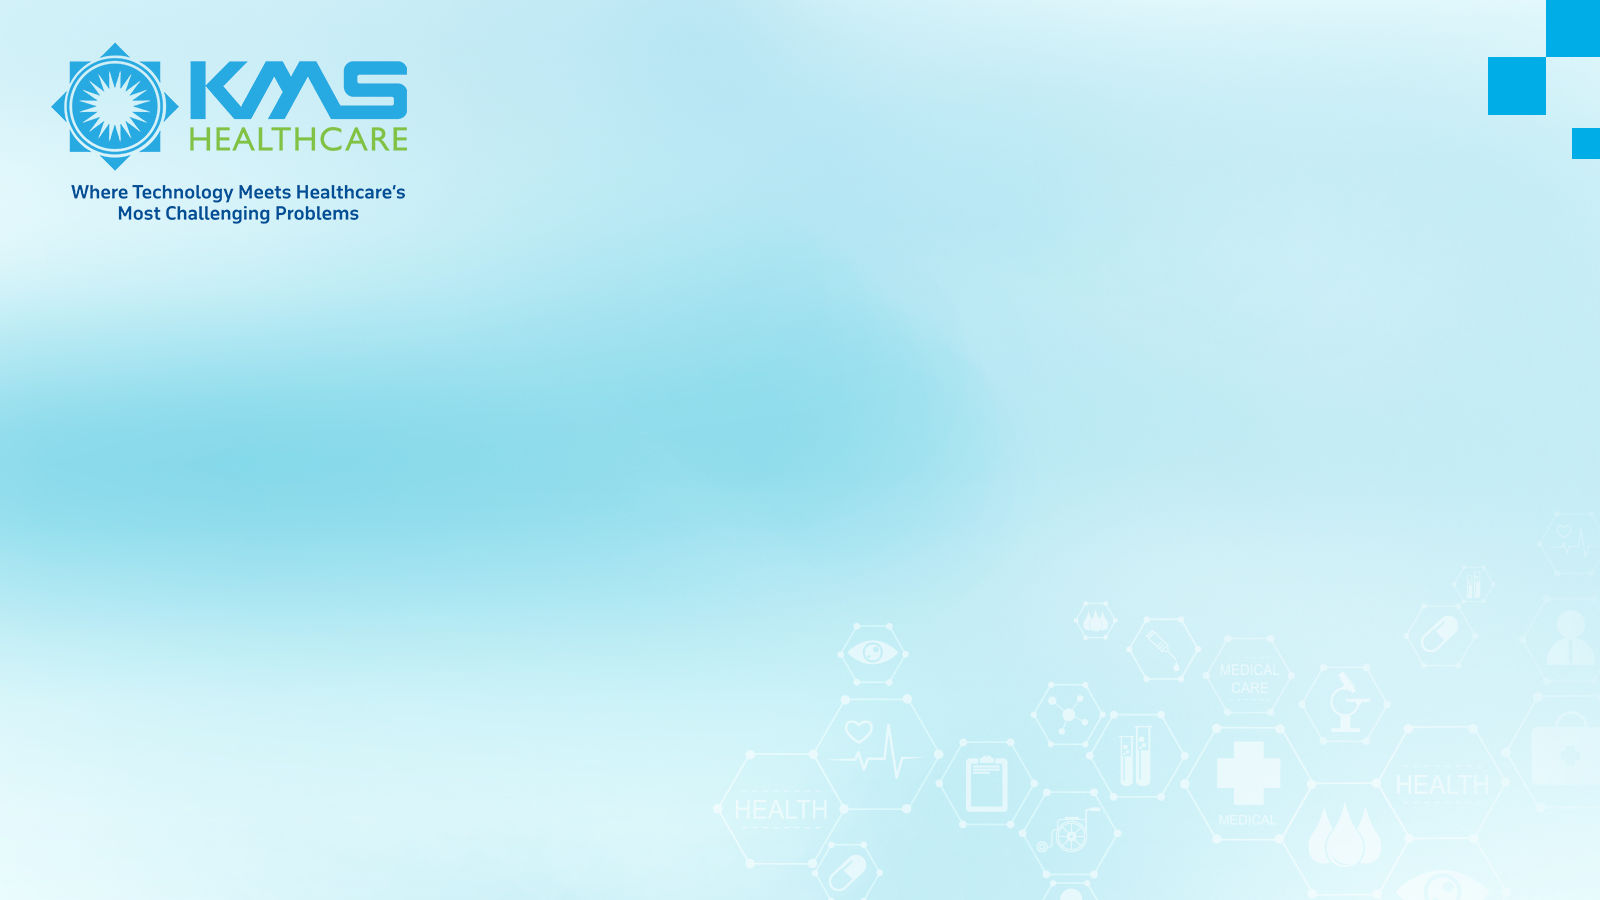 KMS
HEALTHCARE
Where Technology Meets Healthcare's
Most Challenging Problems
MEDICAL
CARE
HEALTH
HEALTH
MEDICAL